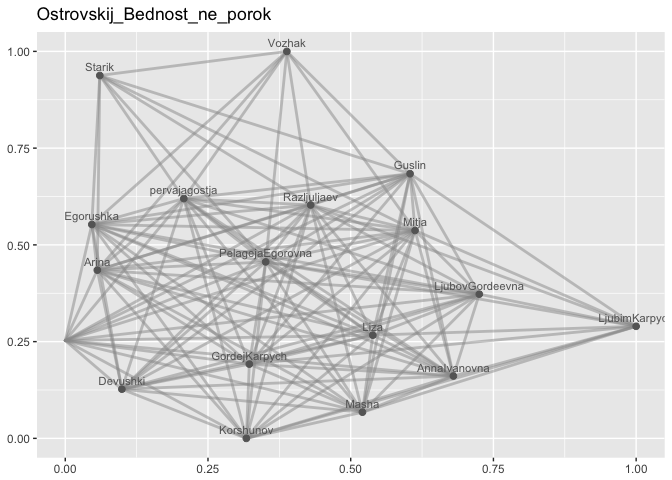 Ostrovskij_Bednost_ne_porok
Vozhak
1.00
Starik
0.75
Guslin
pervajagostja
Razljuljaev
Egorushka
Mitja
0.50
PelagejaEgorovna
Arina
LjubovGordeevna
LjubimKarpyc
Liza
0.25
GordejKarpych
AnnaIvanovna
Devushki
Masha
Korshunov
0.00
0.00 0.25 0.50 0.75 1.00